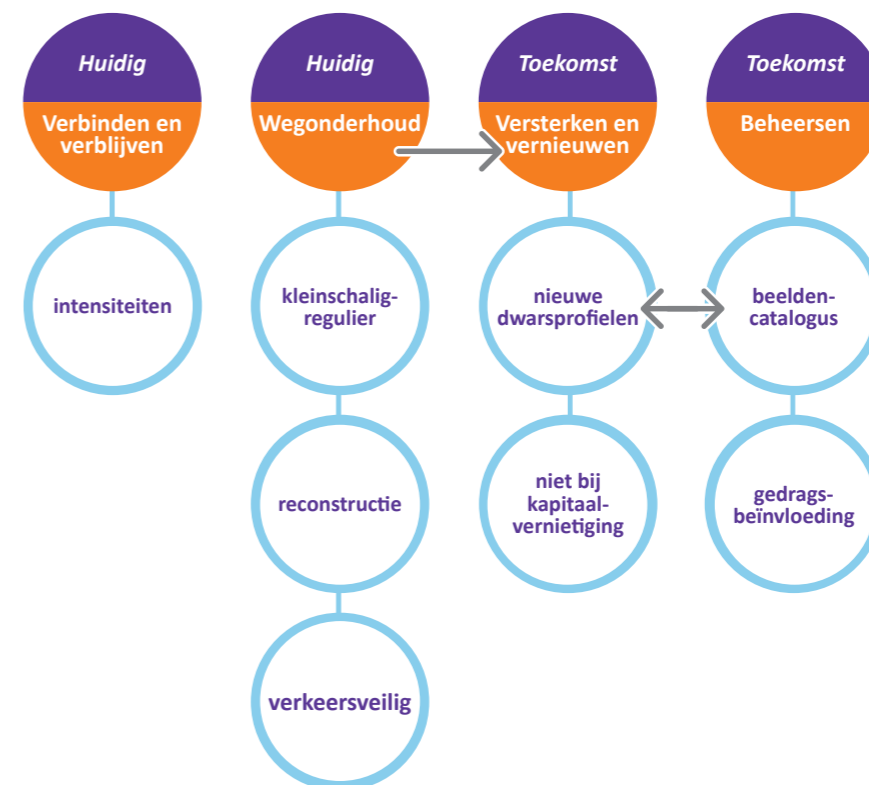 Huidig
Verbinden en
verblijven
intensiteiten
Huidig
Wegonderhoud
kleinschalig-
regulier
reconstructie
verkeersveilig
Toekomst
Versterken en
vernieuwen
nieuwe
dwarsprofielen
niet bij
kapitaal-
vernietiging
Toekomst
Beheersen
beelden-
catalogus
gedrags-
beïnvloeding